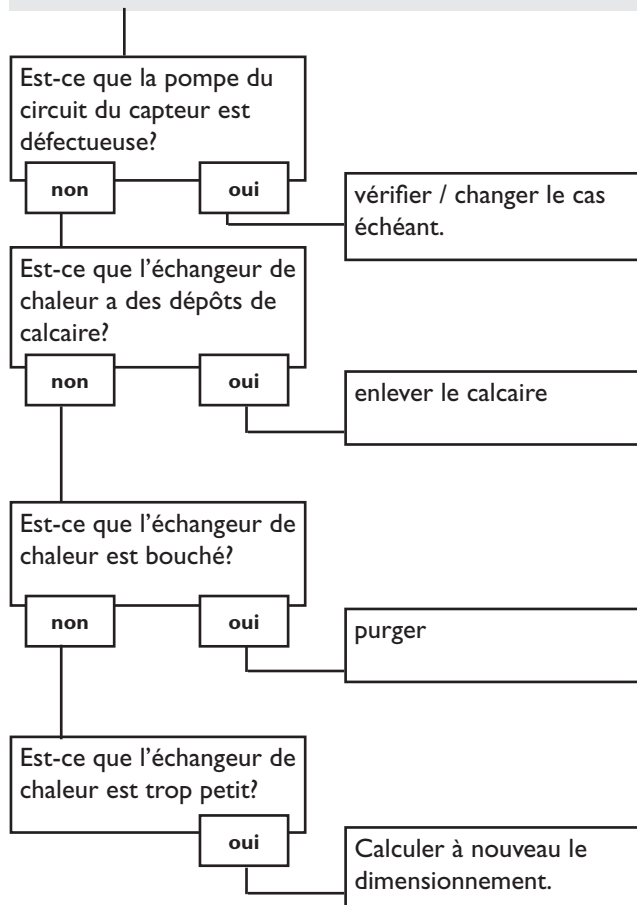 Est-ce que la pompe du
circuit du capteur est
défectueuse?
non
oui
vérifier / changer le cas
échéant.
Est-ce que l'échangeur de
chaleur a des dépôts de
calcaire?
non
oui
enlever le calcaire
Est-ce que l'échangeur de
chaleur est bouché?
non
oui
purger
Est-ce que l'échangeur de
chaleur est trop petit?
oui
Calculer à nouveau le
dimensionnement.